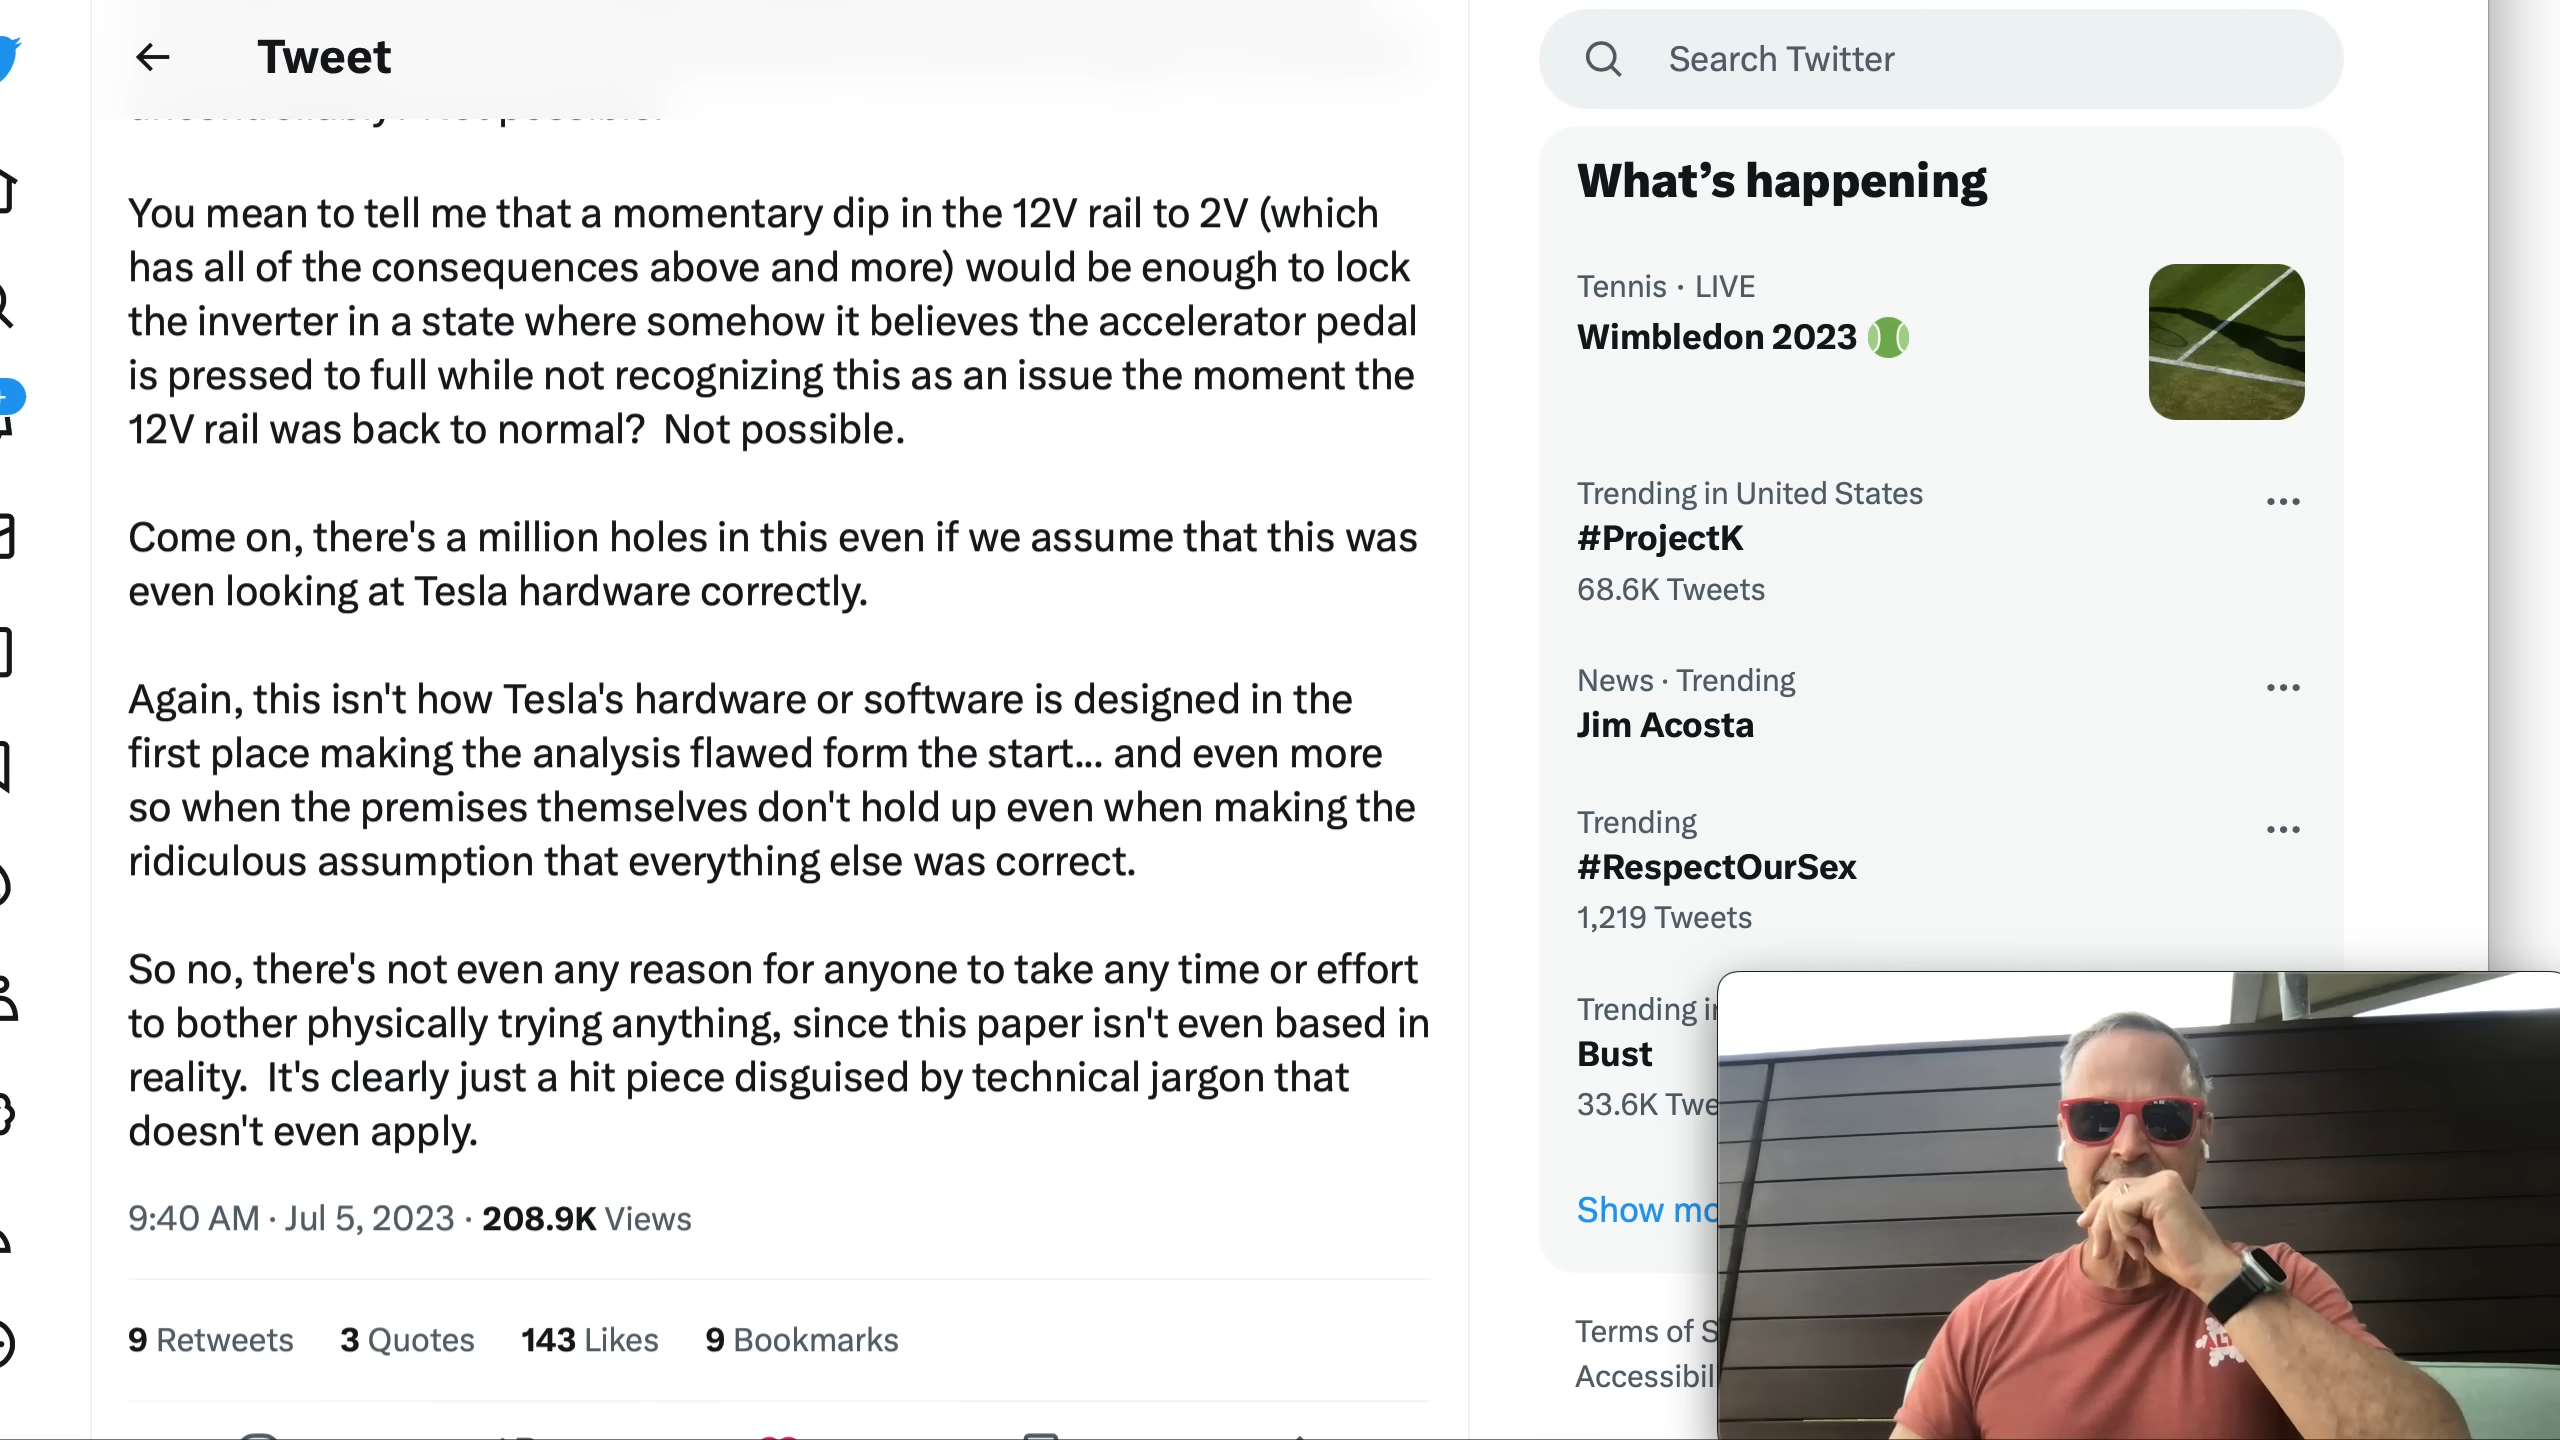 Tweet
You mean to tell me that a momentary dip in the 12V rail to 2V (which
has all of the consequences above and more) would be enough to lock
the inverter in a state where somehow it believes the accelerator pedal
is pressed to full while not recognizing this as an issue the moment the
12V rail was back to normal?  Not possible.
Come on, there's a million holes in this even if we assume that this was
even looking at Tesla hardware correctly.
Again, this isn't how Tesla's hardware or software is designed in the
first place making the analysis flawed form the start... and even more
so when the premises themselves don't hold up even when making the
ridiculous assumption that everything else was correct.
So no, there's not even any reason for anyone to take any time or effort
to bother physically trying anything, since this paper isn't even based in
reality.  It's clearly just a hit piece disguised by technical jargon that
doesn't even apply.
9:40 AM · Jul 5, 2023 · 208.9K Views
9 Retweets 3 Quotes 143 Likes 9 Bookmarks
Search Twitter
What's happening
Tennis · LIVE
Wimbledon 2023
Trending in United States
#ProjectK
68.6K Tweets
News · Trending
Jim Acosta
Trending
#RespectOurSex
1,219 Tweets
Trending
Bust
33.6K
Show
Terms of